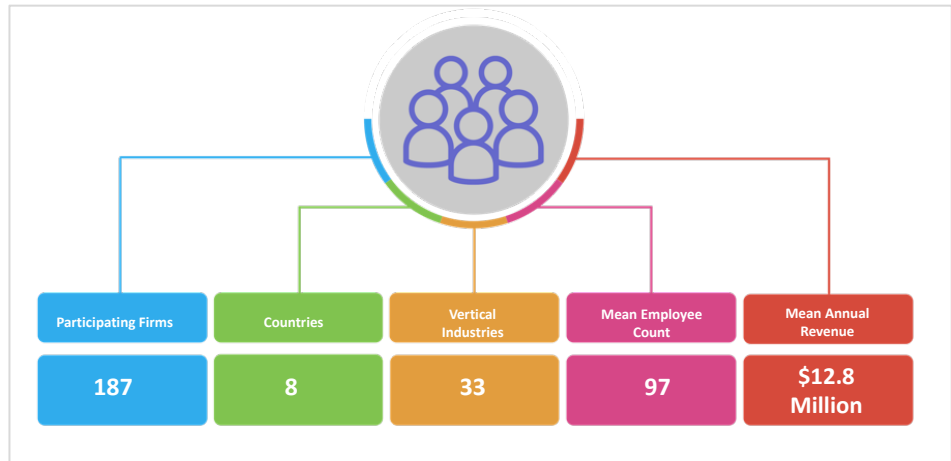 Participating Firms
Countries
Vertical
Industries
Mean Employee
Count
Mean Annual
Revenue
187
8
33
97
$12.8
Million